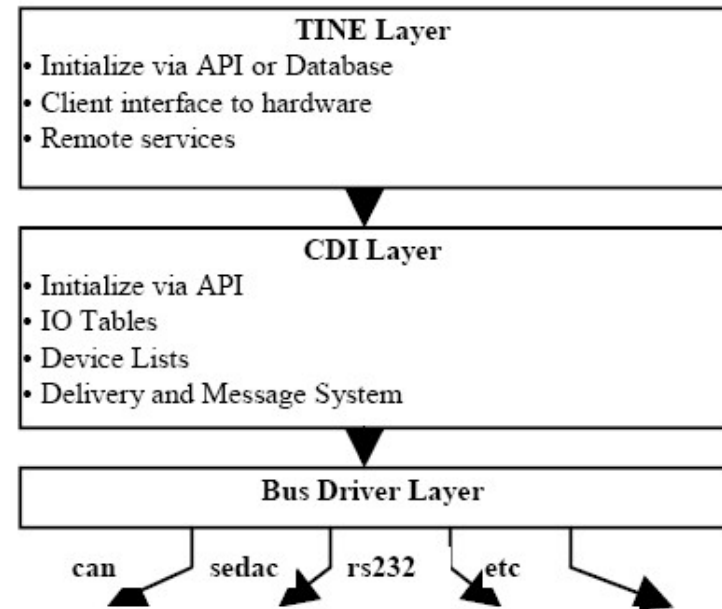 TINE Layer
• Initialize via API or Database
• Client interface to hardware
• Remote services
CDI Layer
• Initialize via API
• IO Tables
• Device Lists
• Delivery and Message System
Bus Driver Layer
can sedac rs232 etc